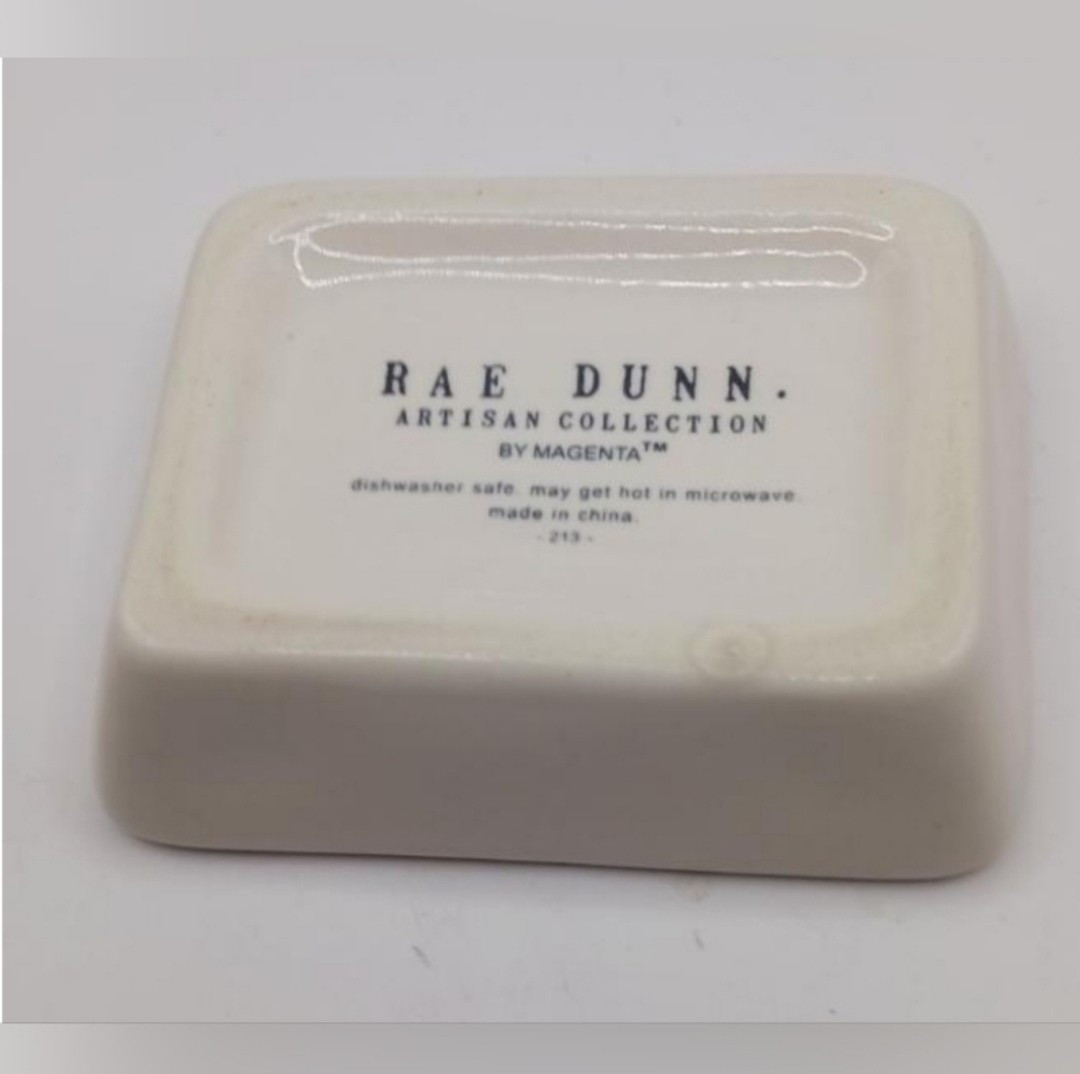 RAE DUNN.
ARTISAN COLLECTION
BY MAGENTA™
dishwasher safe. may get hot in microwave.
made in china.
- 213 -